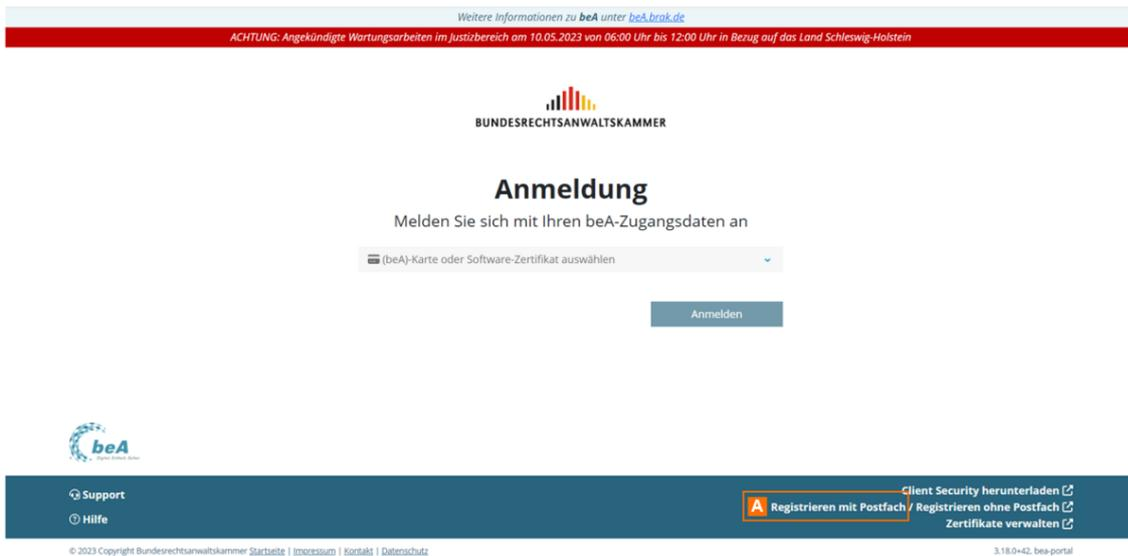 Weitere Informationen zu beA unter beA.brak.de
ACHTUNG: Angekündigte Wartungsarbeiten im Justizbereich am 10.05.2023 von 06:00 Uhr bis 12:00 Uhr in Bezug auf das Land Schleswig-Holstein
BUNDESRECHTSANWALTSKAMMER
Anmeldung
Melden Sie sich mit Ihren beA-Zugangsdaten an
(beA)-Karte oder Software-Zertifikat auswählen
Anmelden
beA
Digital. Einfach. Sicher.
Support
Hilfe
Client Security herunterladen
A Registrieren mit Postfach / Registrieren ohne Postfach
Zertifikate verwalten
© 2023 Copyright Bundesrechtsanwaltskammer Startseite | Impressum | Kontakt | Datenschutz
3.18.0+42, bea-portal